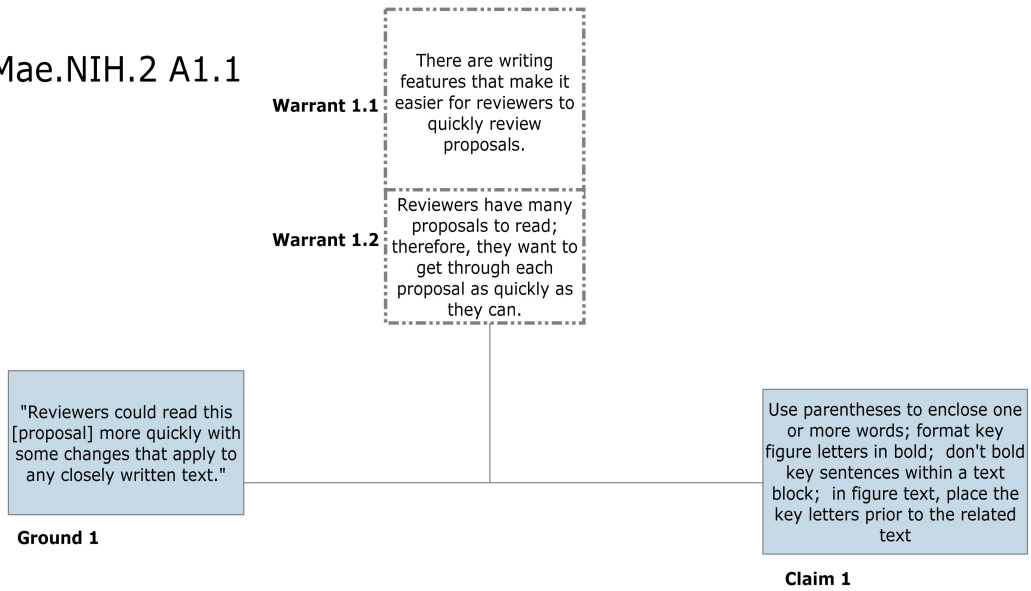 Mae.NIH.2 A1.1
Warrant 1.1
There are writing
features that make it
easier for reviewers to
quickly review
proposals.
Warrant 1.2
Reviewers have many
proposals to read;
therefore, they want to
get through each
proposal as quickly as
they can.
"Reviewers could read this
[proposal] more quickly with
some changes that apply to
any closely written text."
Ground 1
Use parentheses to enclose one
or more words; format key
figure letters in bold;  don't bold
key sentences within a text
block;  in figure text, place the
key letters prior to the related
text
Claim 1